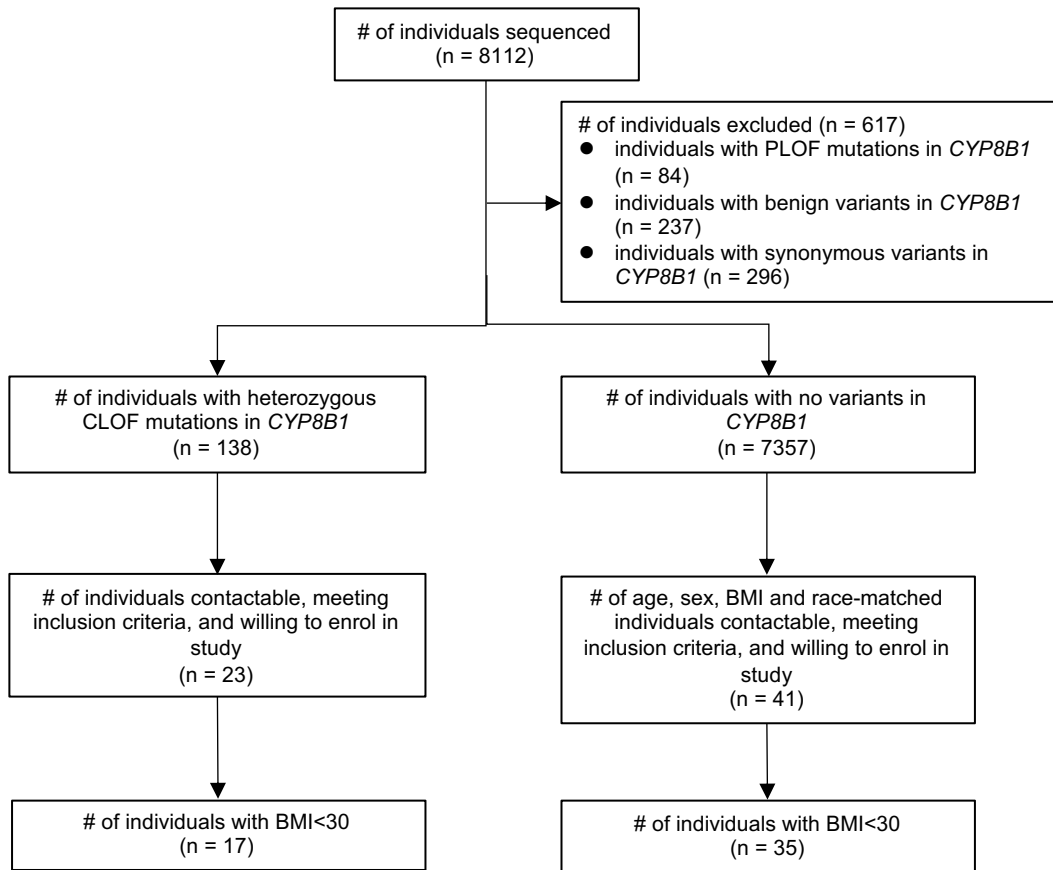 # of individuals sequenced
(n = 8112)
# of individuals excluded (n = 617)
● individuals with PLOF mutations in CYP8B1
(n = 84)
● individuals with benign variants in CYP8B1
(n = 237)
● individuals with synonymous variants in
CYP8B1 (n = 296)
# of individuals with heterozygous
CLOF mutations in CYP8B1
(n = 138)
# of individuals with no variants in
CYP8B1
(n = 7357)
# of individuals contactable, meeting
inclusion criteria, and willing to enrol in
study
(n = 23)
# of age, sex, BMI and race-matched
individuals contactable, meeting
inclusion criteria, and willing to enrol in
study
(n = 41)
# of individuals with BMI<30
(n = 17)
# of individuals with BMI<30
(n = 35)